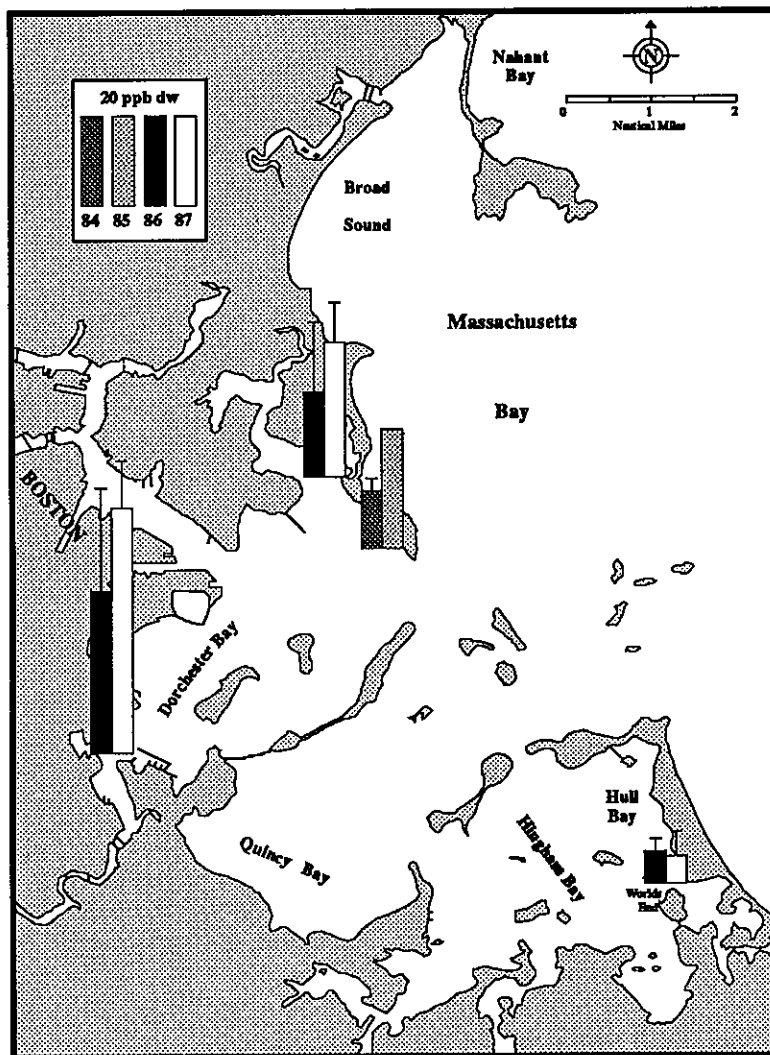 Nahant
Bay
N
0 1 2
Nautical Miles
20 ppb dw
84 85 86 87
Broad
Sound
Massachusetts
Bay
BOSTON
Dorchester Bay
Hull
Bay
Quincy Bay
Hingham Bay
Worlds
End